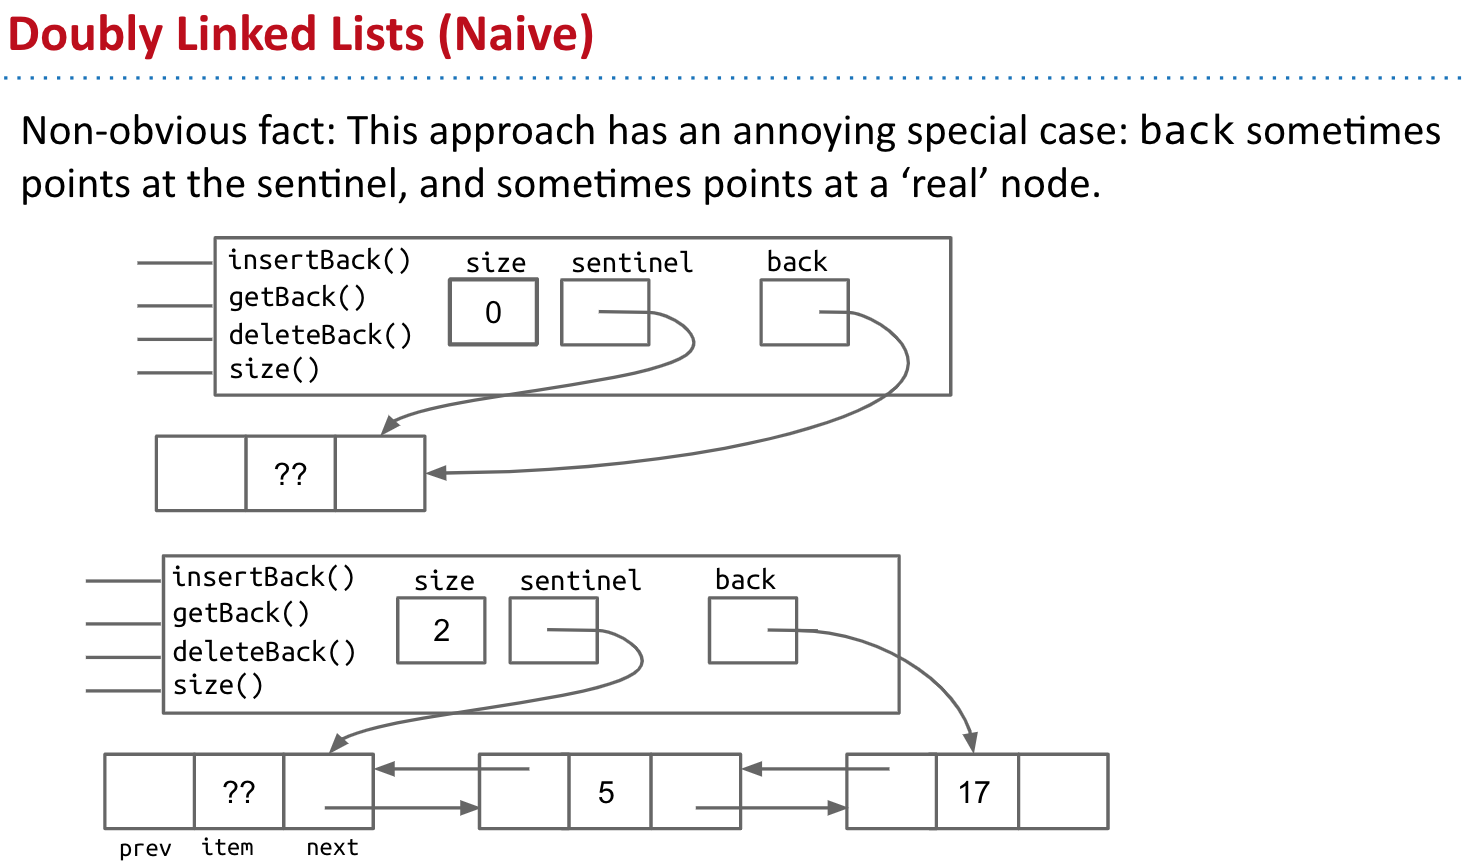 Doubly Linked Lists (Naive)
Non-obvious fact: This approach has an annoying special case: back sometimes
points at the sentinel, and sometimes points at a ‘real’ node.
insertBack()
getBack()
deleteBack()
size()
size
sentinel
back
0
??
insertBack()
getBack()
deleteBack()
size()
size
sentinel
back
2
??
5
17
prev
item
next